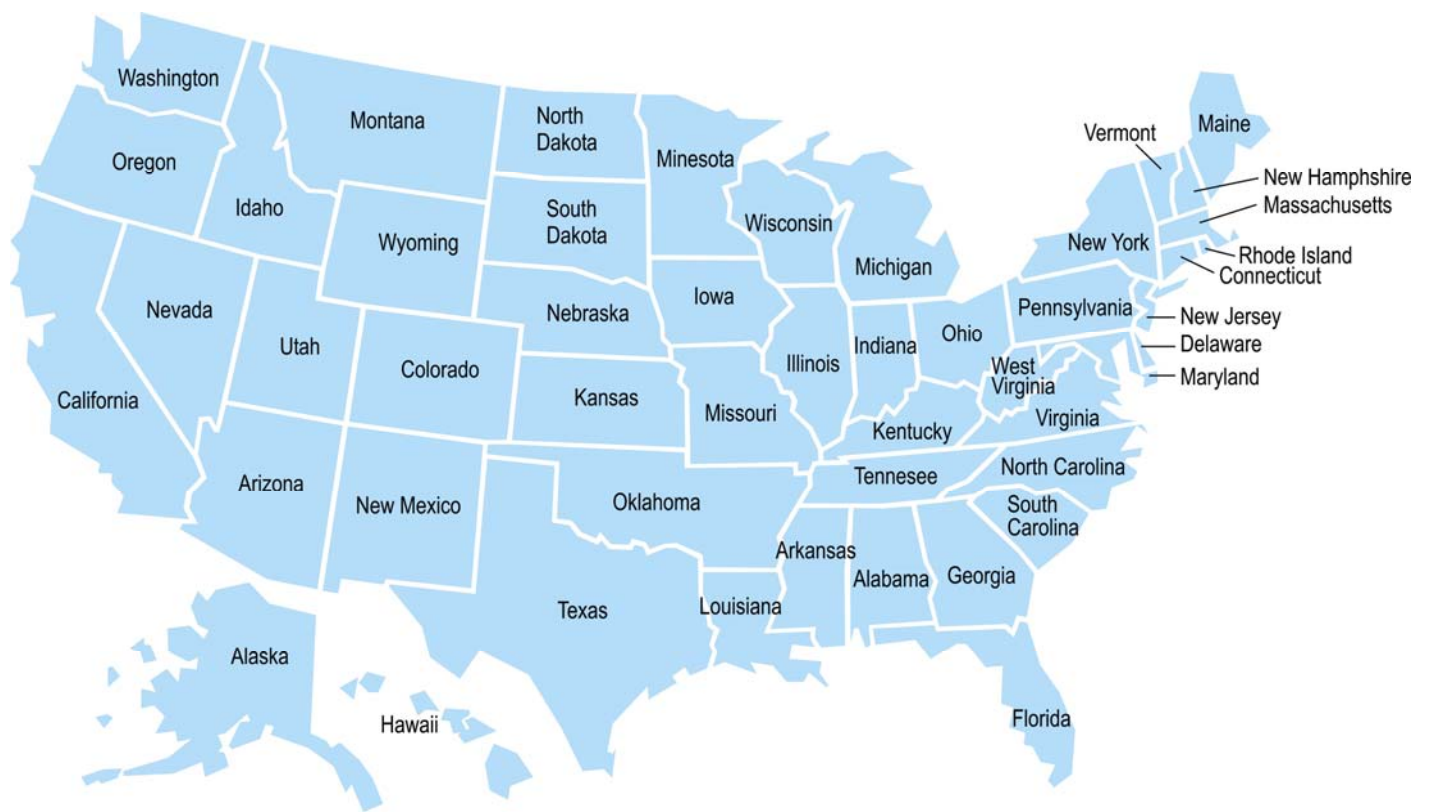 Washington
Montana
North
Dakota
Minesota
Vermont
Maine
Oregon
Idaho
Wyoming
South
Dakota
Wisconsin
Michigan
New York
New Hamphshire
Massachusetts
Rhode Island
Connecticut
Nevada
Utah
Colorado
Nebraska
Iowa
Illinois
Indiana
Ohio
Pennsylvania
New Jersey
Delaware
Maryland
California
Kansas
Missouri
Kentucky
West
Virginia
Virginia
Arizona
New Mexico
Oklahoma
Tennesee
North Carolina
South
Carolina
Texas
Louisiana
Arkansas
Alabama
Georgia
Florida
Alaska
Hawaii